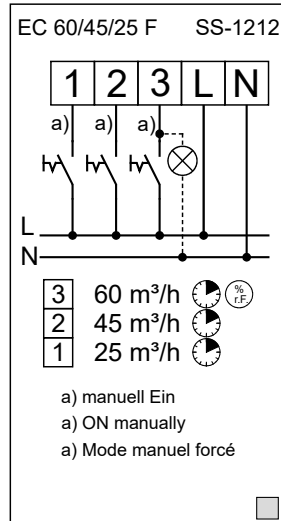 EC 60/45/25 F SS-1212
1 2 3 L N
a) a) a)
L
N
3 60 m³/h % r.F.
2 45 m³/h
1 25 m³/h
a) manuell Ein
a) ON manually
a) Mode manuel forcé